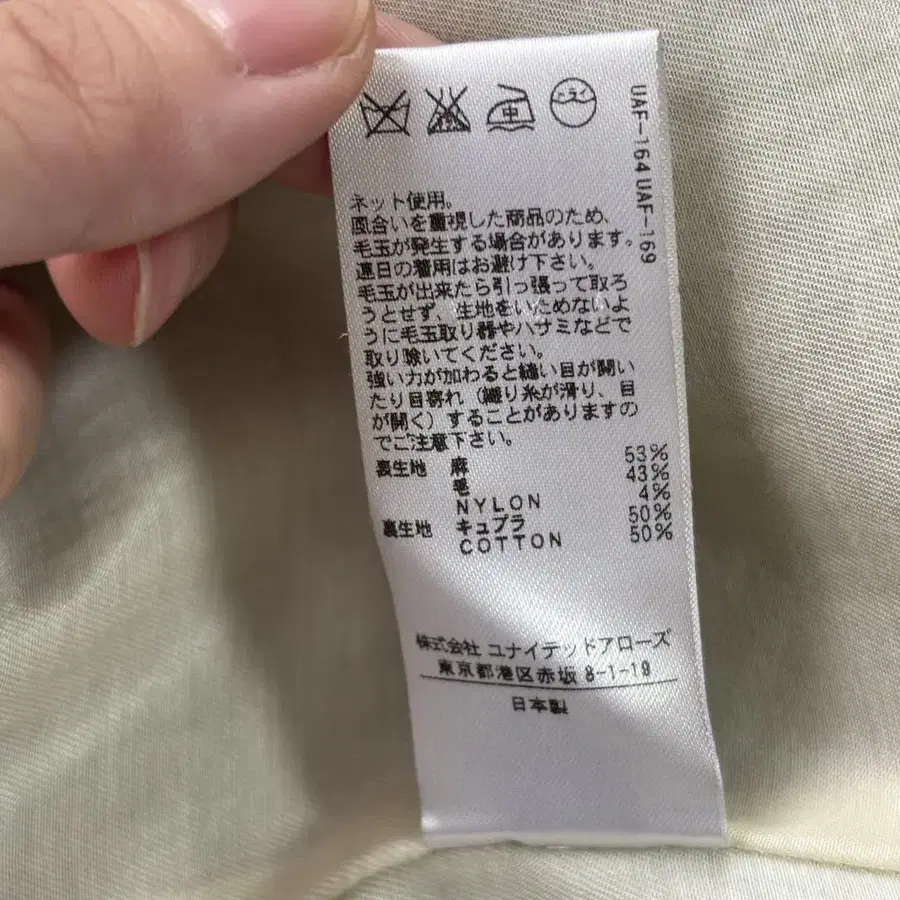 中
ドライ
UAF-164 UAF-169
ネット使用。
風合いを重視した商品のため、
毛玉が発生する場合があります。
連日の着用はお避け下さい。
毛玉が出来たら引っ張って取ろ
うとせず、生地をいためないよ
うに毛玉取り器やハサミなどで
取り除いてください。
強い力が加わると縫い目が開い
たり目寄れ（織り糸が滑り、目
が開く）することがありますの
でご注意下さい。
表生地 麻 53%
毛 43%
NYLON 4%
裏生地 キュプラ 50%
COTTON 50%
株式会社 ユナイテッドアローズ
東京都港区赤坂 8-1-19
日本製